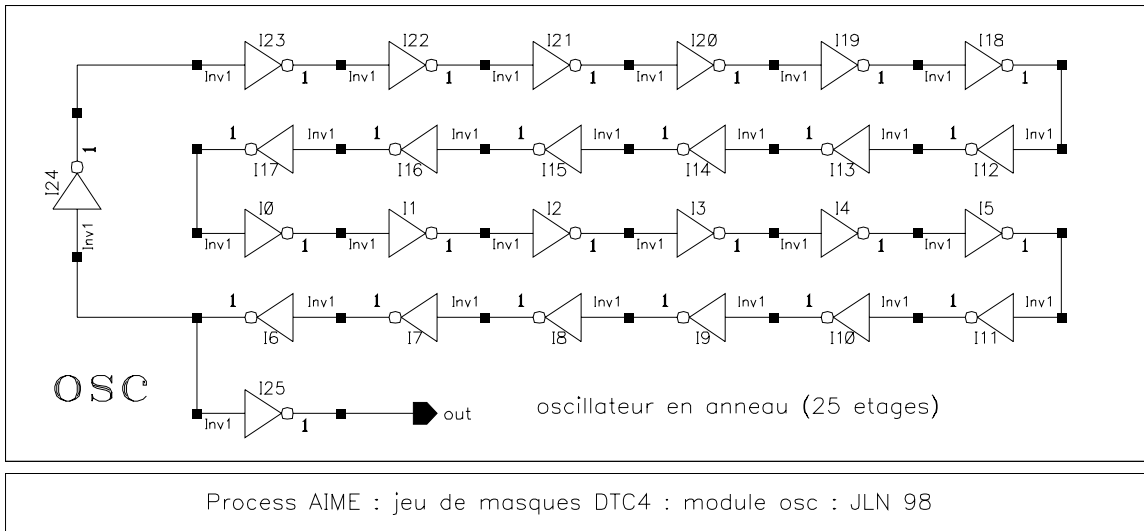 I23 I22 I21 I20 I19 I18
Inv1 1 Inv1 1 Inv1 1 Inv1 1 Inv1 1 Inv1 1
1 Inv1 1 Inv1 1 Inv1 1 Inv1 1 Inv1 1 Inv1
I17 I16 I15 I14 I13 I12
1
I24
Inv1
I0 I1 I2 I3 I4 I5
Inv1 1 Inv1 1 Inv1 1 Inv1 1 Inv1 1 Inv1 1
1 Inv1 1 Inv1 1 Inv1 1 Inv1 1 Inv1 1 Inv1
I6 I7 I8 I9 I10 I11
osc
I25
Inv1 1
out
oscillateur en anneau (25 etages)
Process AIME : jeu de masques DTC4 : module osc : JLN 98